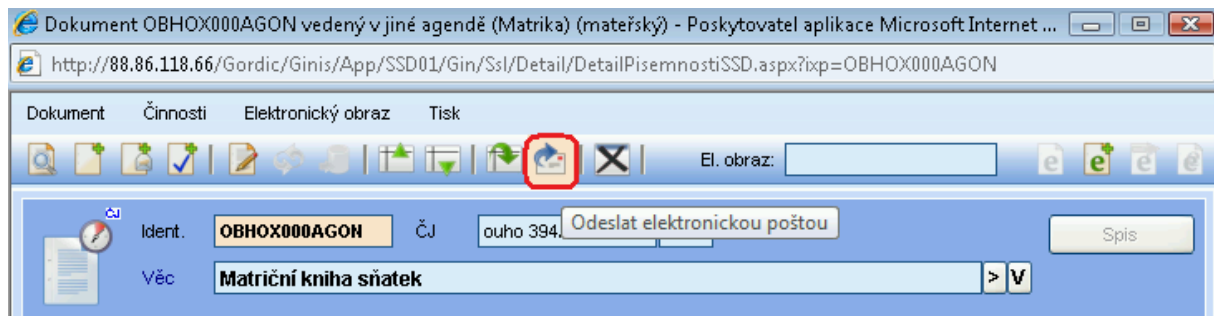 Dokument OBHOX000AGON vedený v jiné agendě (Matrika) (mateřský) - Poskytovatel aplikace Microsoft Internet ...
http://88.86.118.66/Gordic/Ginis/App/SSD01/Gin/Ssl/Detail/DetailPisemnostiSSD.aspx?ixp=OBHOX000AGON
Dokument Činnosti Elektronický obraz Tisk
El. obraz:
ČJ
Ident. OBHOX000AGON ČJ ouho 394 Odeslat elektronickou poštou Spis
Věc Matriční kniha sňatek > V